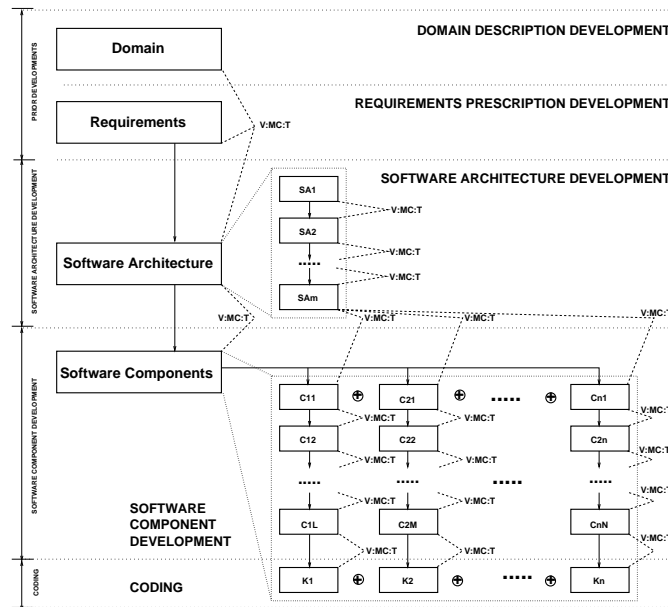 DOMAIN DESCRIPTION DEVELOPMENT
Domain
PRIOR DEVELOPMENTS
REQUIREMENTS PRESCRIPTION DEVELOPMENT
Requirements
V:MC:T
SOFTWARE ARCHITECTURE DEVELOPMENT
SOFTWARE ARCHITECTURE DEVELOPMENT
SA1
V:MC:T
SA2
V:MC:T
Software Architecture
.....
V:MC:T
SAm
V:MC:T V:MC:T V:MC:T V:MC:T
Software Components
SOFTWARE COMPONENT DEVELOPMENT
C11 + C21 + ..... + Cn1
V:MC:T V:MC:T V:MC:T
C12 C22 C2n
V:MC:T V:MC:T V:MC:T
..... ..... ..... .....
V:MC:T V:MC:T V:MC:T
SOFTWARE
COMPONENT
DEVELOPMENT
C1L C2M CnN
V:MC:T V:MC:T V:MC:T
CODING
CODING
K1 + K2 + ..... + Kn